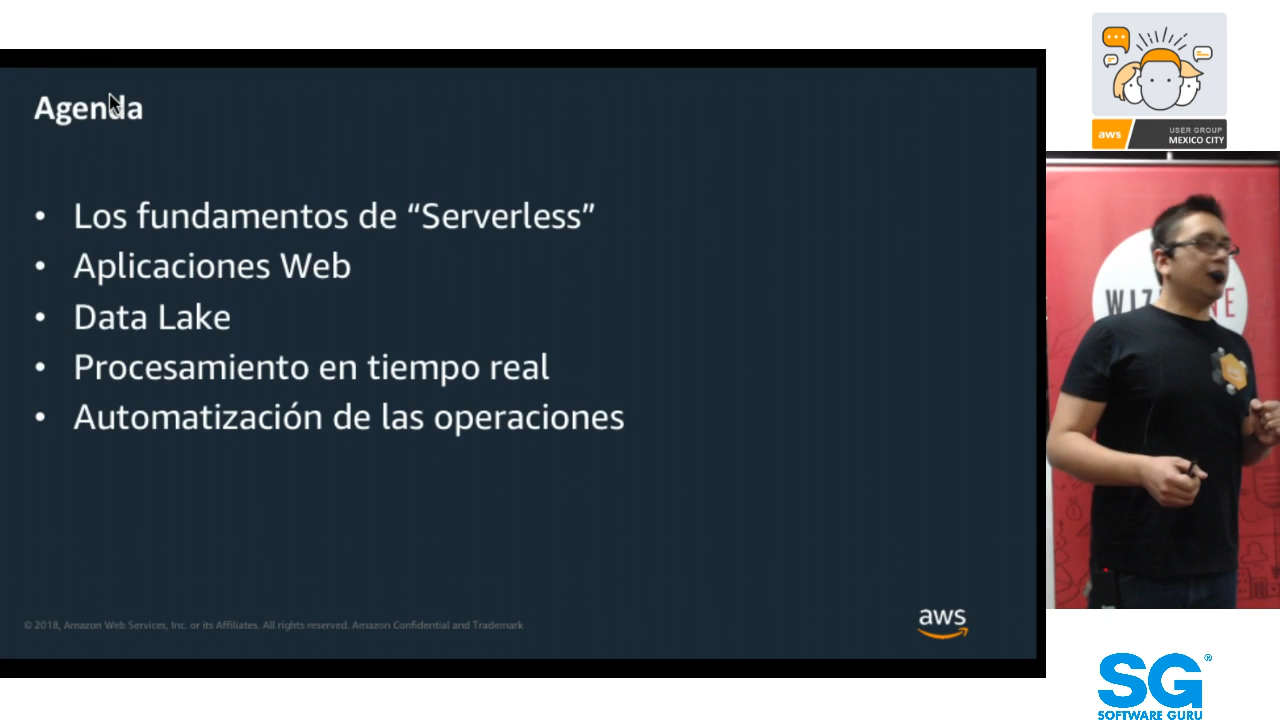 Agenda
• Los fundamentos de “Serverless”
• Aplicaciones Web
• Data Lake
• Procesamiento en tiempo real
• Automatización de las operaciones
© 2018, Amazon Web Services, Inc. or its Affiliates. All rights reserved. Amazon Confidential and Trademark
aws
aws
USER GROUP
MEXICO CITY
SG®
SOFTWARE GURU